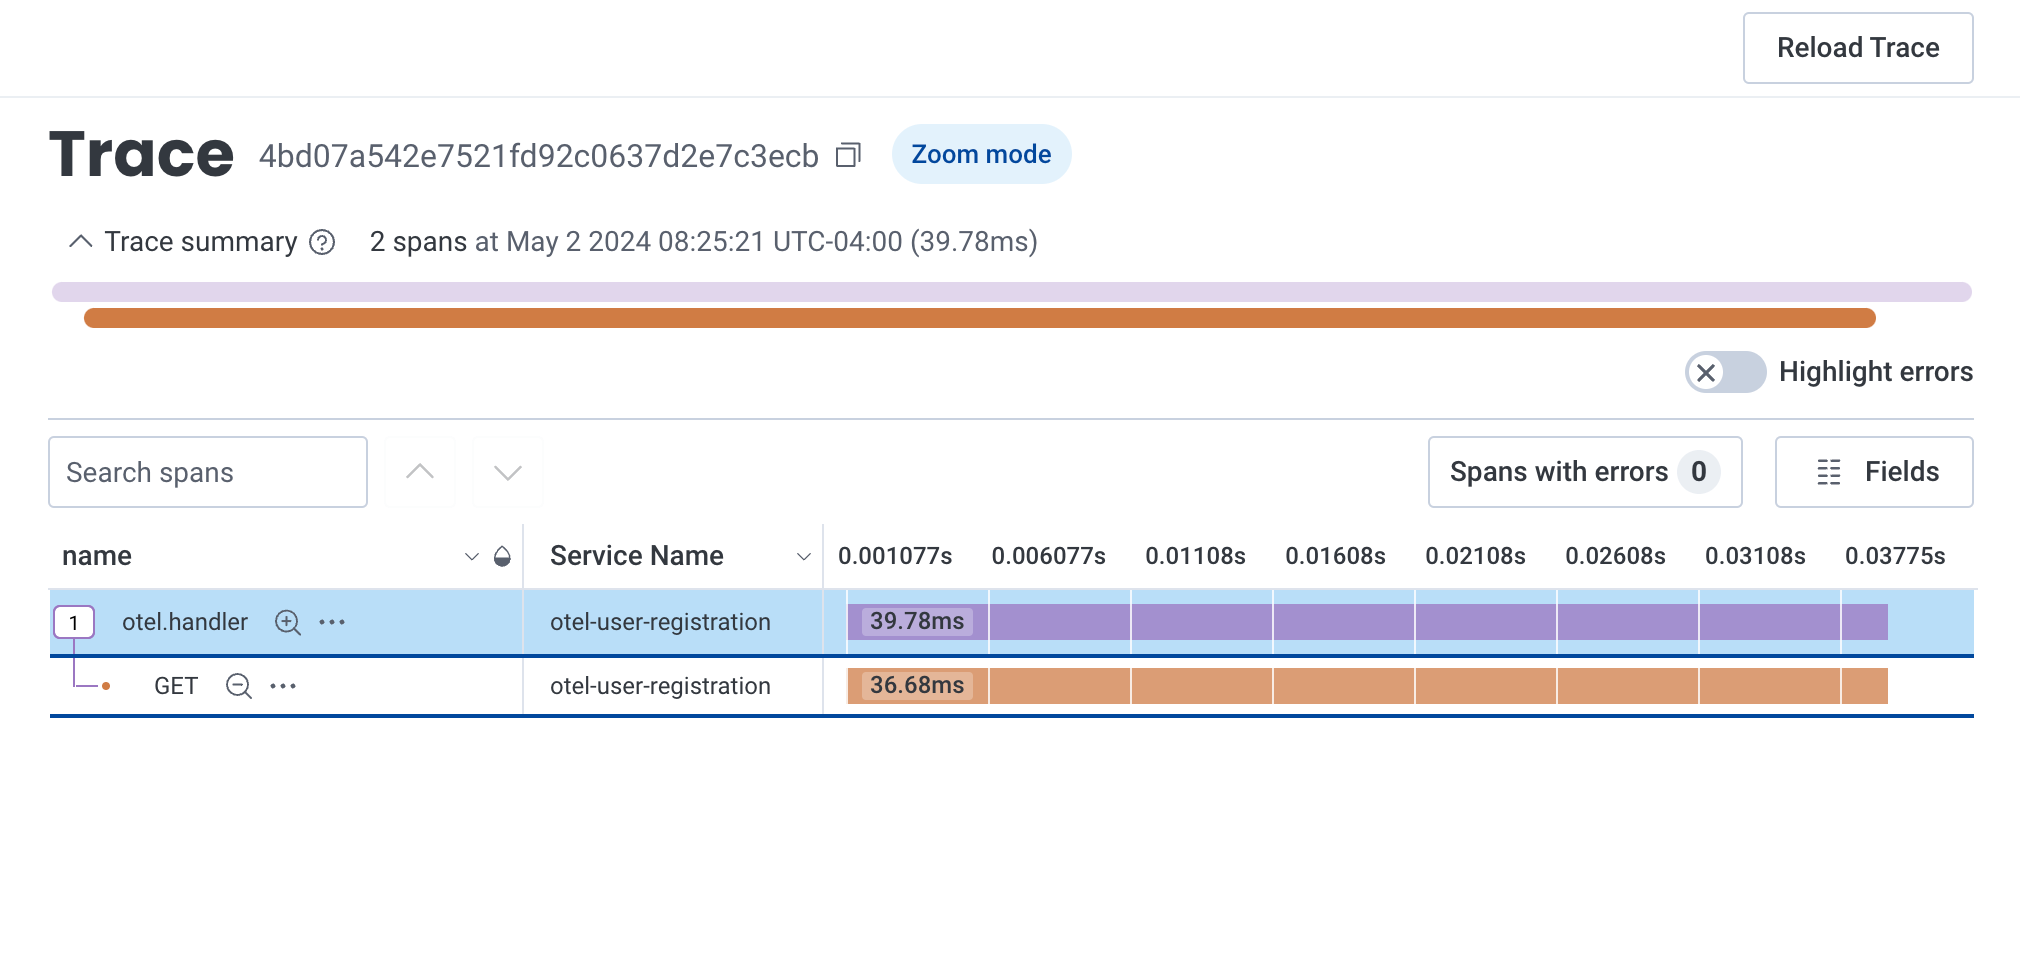 Reload Trace
Trace 4bd07a542e7521fd92c0637d2e7c3ecb Zoom mode
Trace summary 2 spans at May 2 2024 08:25:21 UTC-04:00 (39.78ms)
Highlight errors
Search spans Spans with errors 0 Fields
name Service Name 0.001077s 0.006077s 0.01108s 0.01608s 0.02108s 0.02608s 0.03108s 0.03775s
1 otel.handler otel-user-registration 39.78ms
GET otel-user-registration 36.68ms